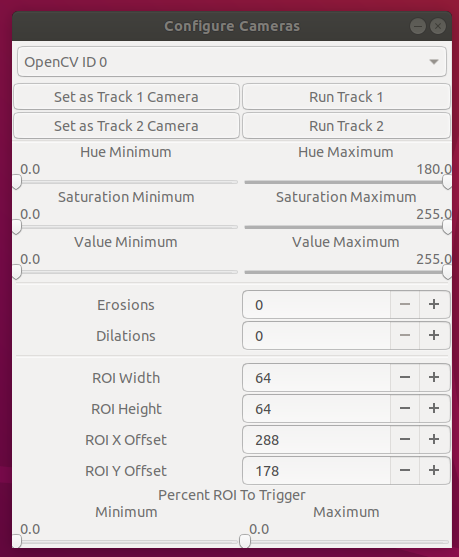 Configure Cameras
OpenCV ID 0
Set as Track 1 Camera Run Track 1
Set as Track 2 Camera Run Track 2
Hue Minimum Hue Maximum
0.0 180.0
Saturation Minimum Saturation Maximum
0.0 255.0
Value Minimum Value Maximum
0.0 255.0
Erosions 0
Dilations 0
ROI Width 64
ROI Height 64
ROI X Offset 288
ROI Y Offset 178
Percent ROI To Trigger
Minimum Maximum
0.0 0.0